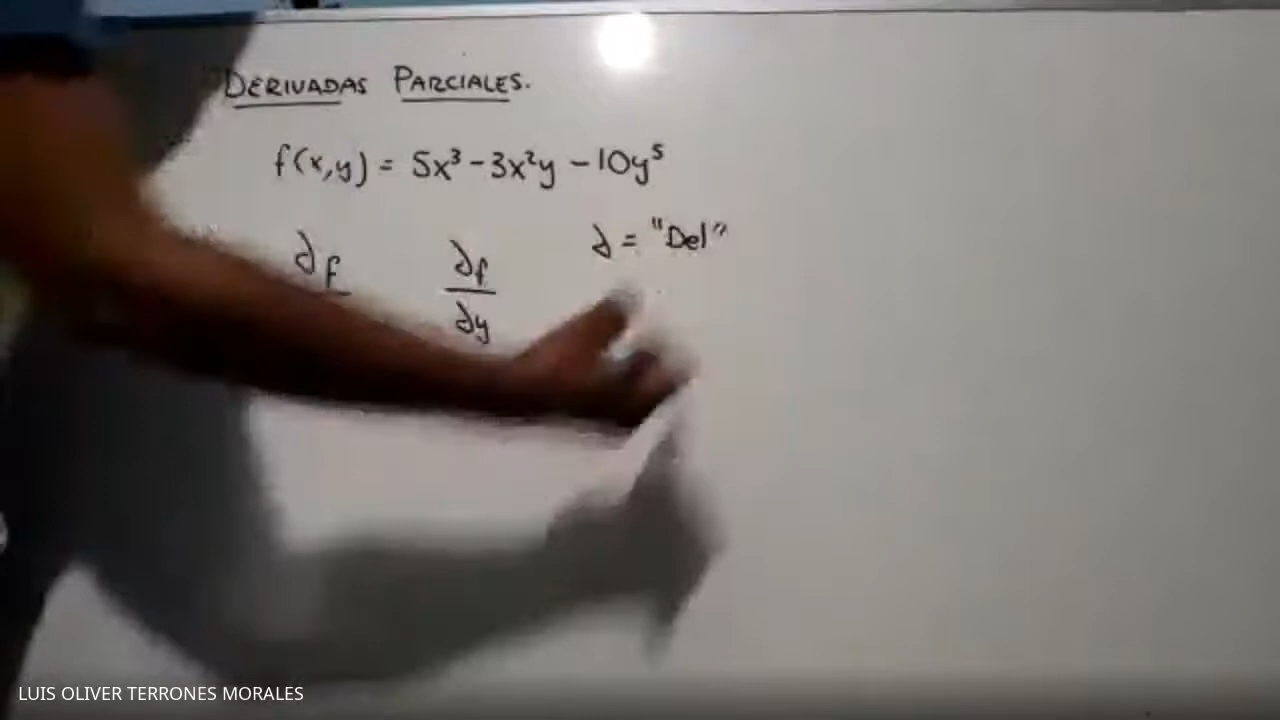 DERIVADAS PARCIALES.
f(x,y) = 5x³ - 3x²y - 10y⁵
∂f ∂f ∂ = "Del"
∂y
LUIS OLIVER TERRONES MORALES